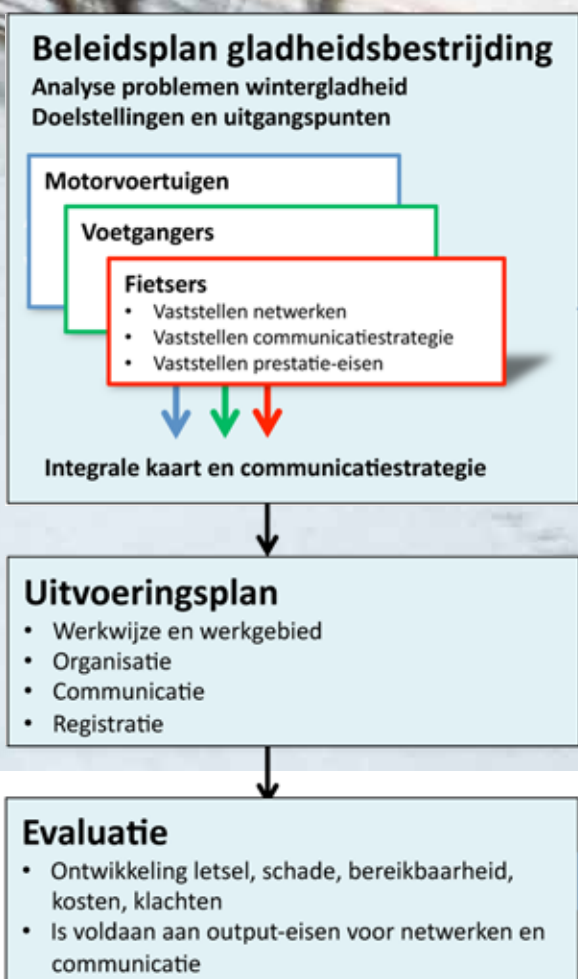 Beleidsplan gladheidsbestrijding
Analyse problemen wintergladheid
Doelstellingen en uitgangspunten
Motorvoertuigen
Voetgangers
Fietsers
• Vaststellen netwerken
• Vaststellen communicatiestrategie
• Vaststellen prestatie-eisen
Integrale kaart en communicatiestrategie
Uitvoeringsplan
• Werkwijze en werkgebied
• Organisatie
• Communicatie
• Registratie
Evaluatie
• Ontwikkeling letsel, schade, bereikbaarheid,
kosten, klachten
• Is voldaan aan output-eisen voor netwerken en
communicatie